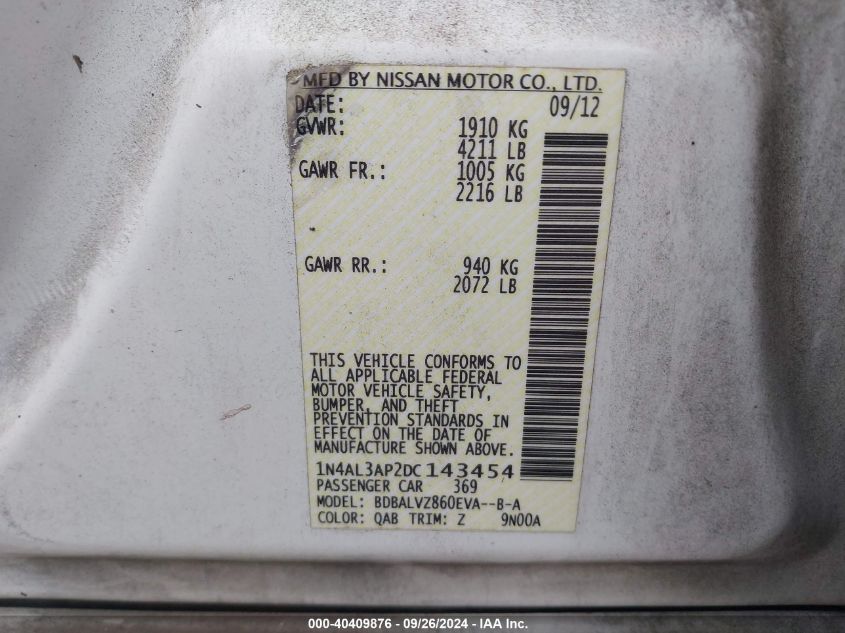 MFD BY NISSAN MOTOR CO., LTD.
DATE: 09/12
GVWR: 1910 KG
4211 LB
GAWR FR.: 1005 KG
2216 LB
GAWR RR.: 940 KG
2072 LB
THIS VEHICLE CONFORMS TO
ALL APPLICABLE FEDERAL
MOTOR VEHICLE SAFETY,
BUMPER, AND THEFT
PREVENTION STANDARDS IN
EFFECT ON THE DATE OF
MANUFACTURE SHOWN ABOVE.
1N4AL3AP2DC143454
PASSENGER CAR 369
MODEL: BDBALVZ860EVA--B-A
COLOR: QAB TRIM: Z 9N00A
000-40409876 - 09/26/2024 - IAA Inc.